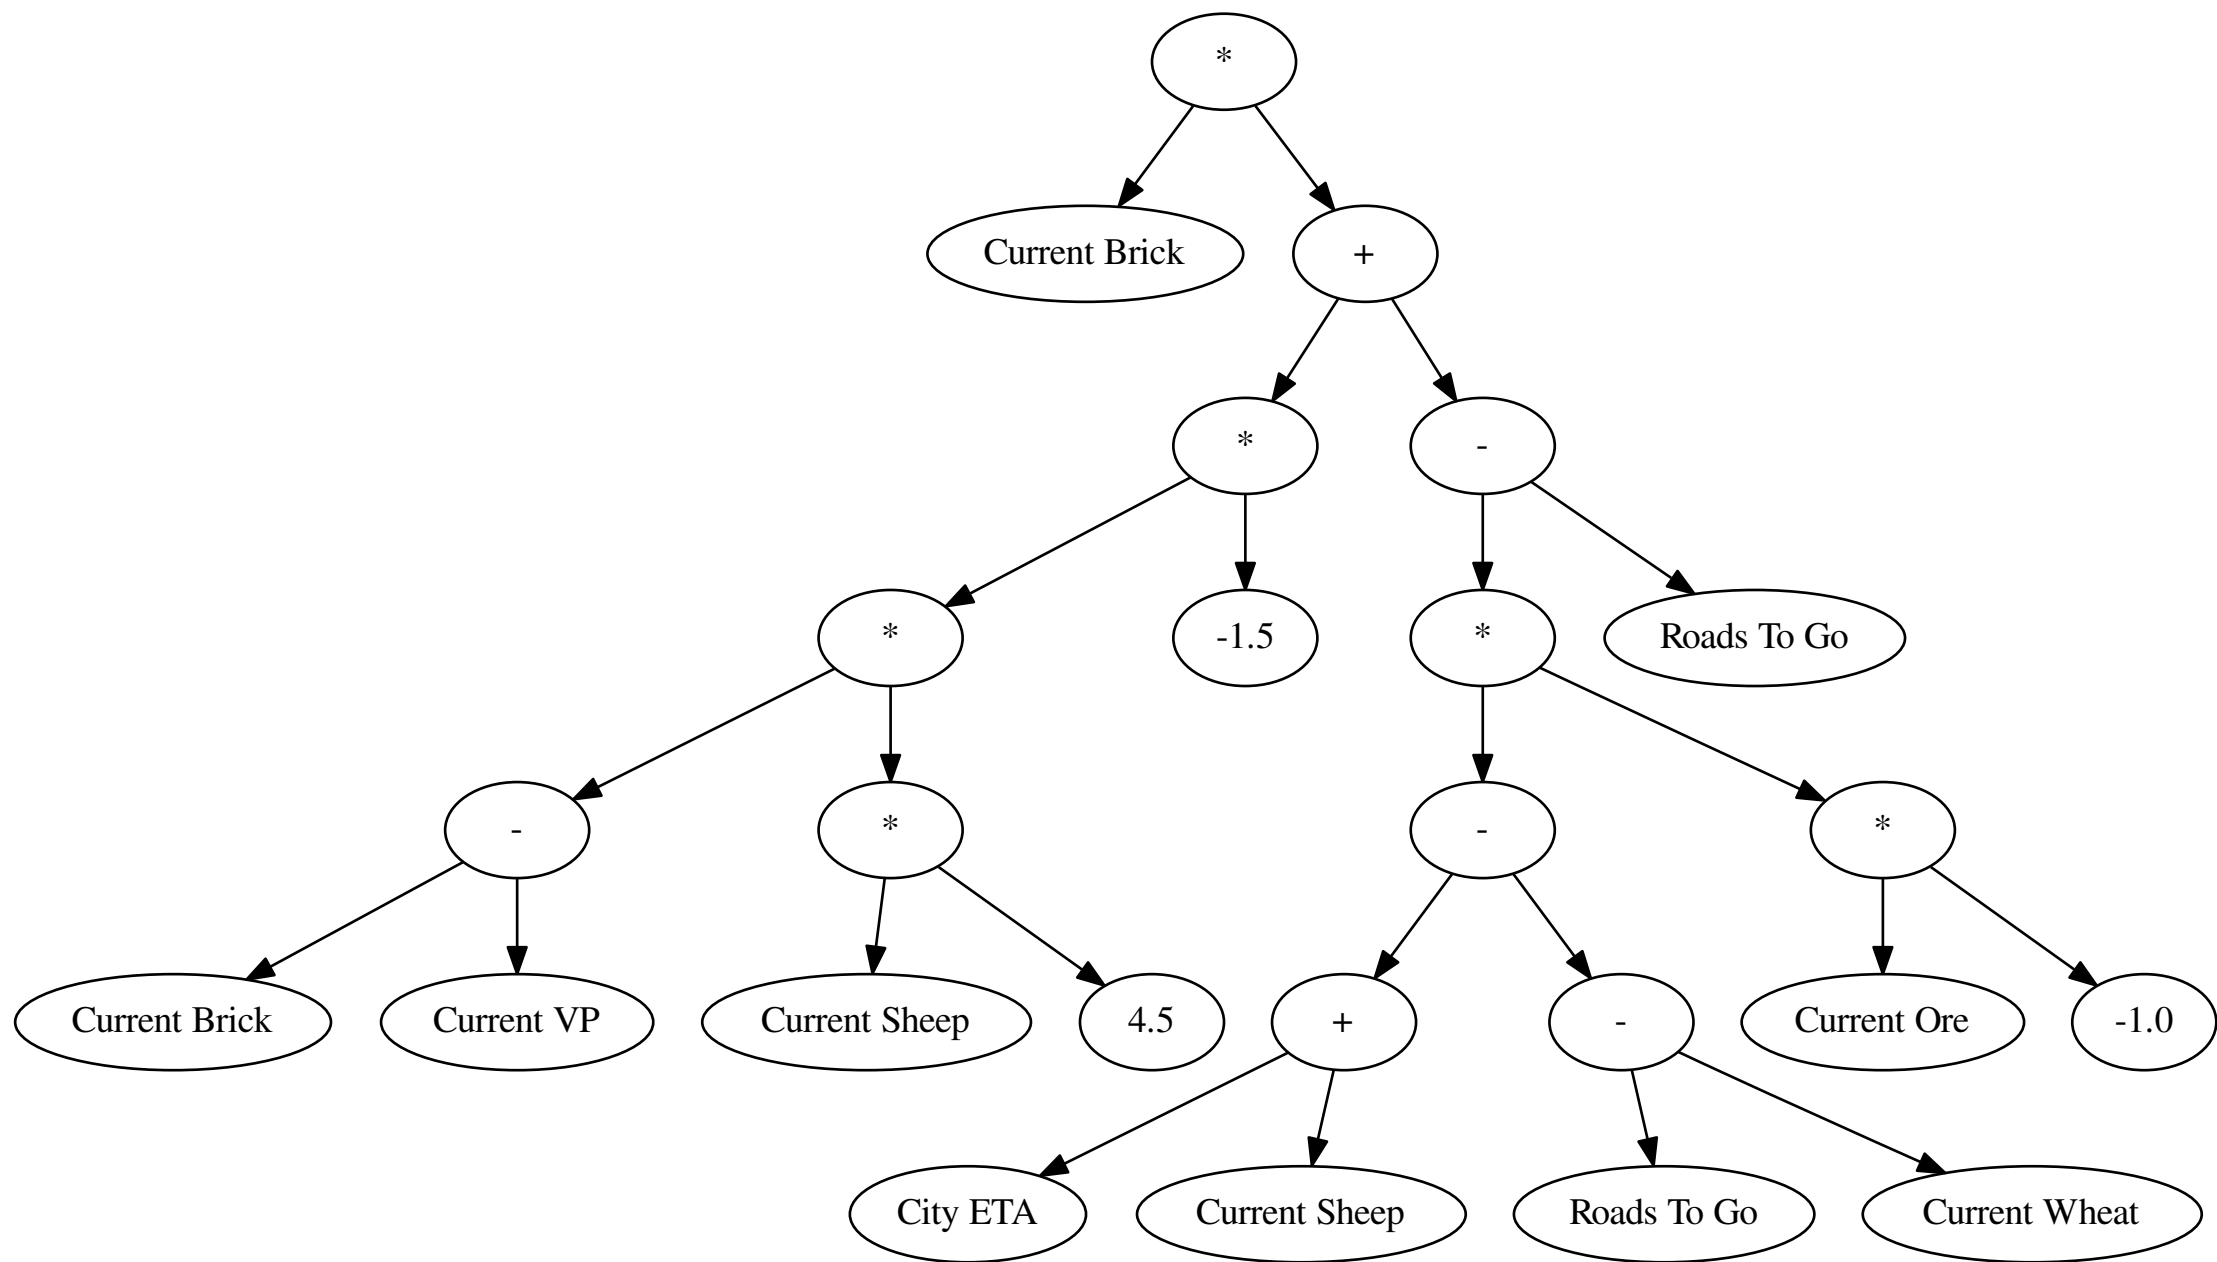 *
Current Brick
+
*
-
*
-1.5
*
Roads To Go
-
*
-
*
Current Brick
Current VP
Current Sheep
4.5
+
-
Current Ore
-1.0
City ETA
Current Sheep
Roads To Go
Current Wheat